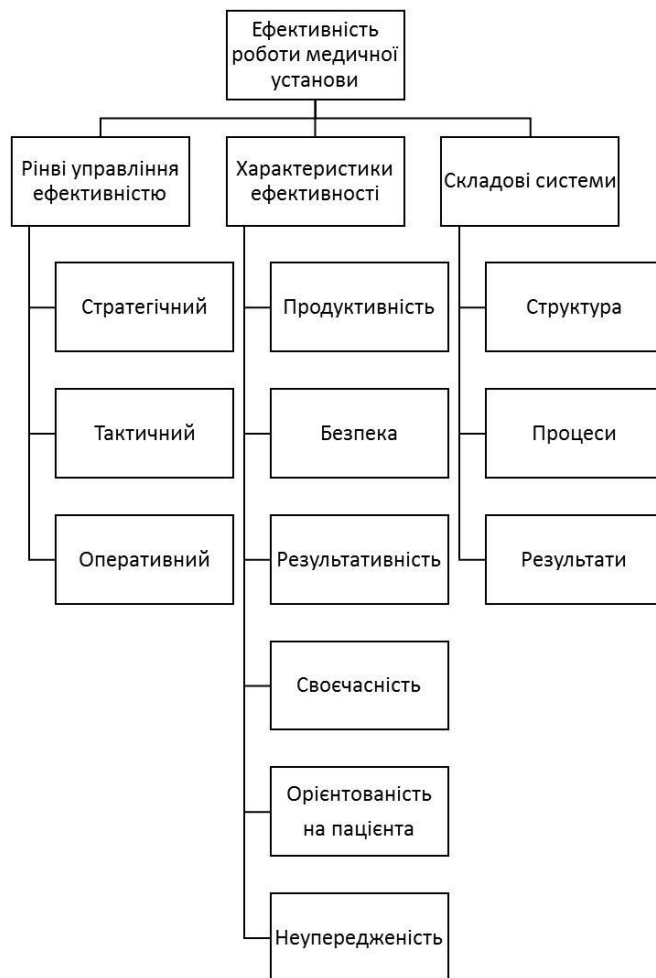 Ефективність
роботи медичної
установи
Рінві управління
ефективністю
Характеристики
ефективності
Складові системи
Стратегічний
Тактичний
Оперативний
Продуктивність
Безпека
Результативність
Своєчасність
Орієнтованість
на пацієнта
Неупередженість
Структура
Процеси
Результати